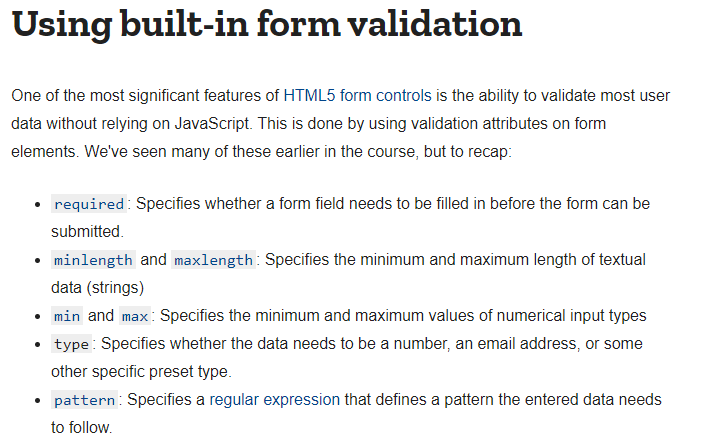 Using built-in form validation
One of the most significant features of HTML5 form controls is the ability to validate most user
data without relying on JavaScript. This is done by using validation attributes on form
elements. We've seen many of these earlier in the course, but to recap:
• required: Specifies whether a form field needs to be filled in before the form can be
submitted.
• minlength and maxlength: Specifies the minimum and maximum length of textual
data (strings)
• min and max: Specifies the minimum and maximum values of numerical input types
• type: Specifies whether the data needs to be a number, an email address, or some
other specific preset type.
• pattern: Specifies a regular expression that defines a pattern the entered data needs
to follow.